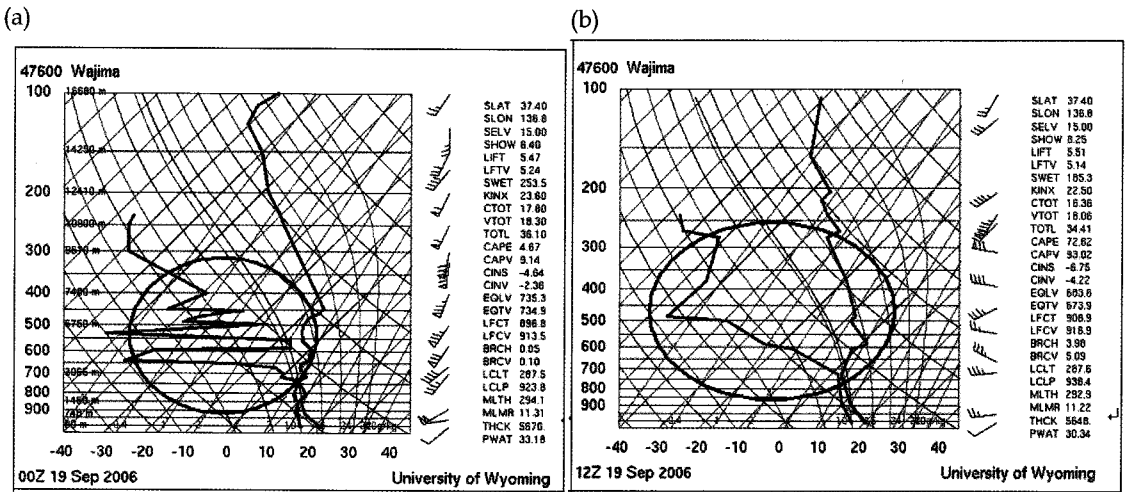 (a)
47600 Wajima
100
200
300
400
500
600
700
800
900
16680 m
14290 m
12410 m
-40
-30
-20
-10
0
10
20
30
40
SLAT 37.40
SLON 136.8
SELV 15.00
SHOW 8.40
LIFT 5.47
LFTV 5.24
SWET 253.5
KINX 23.60
CTOT 17.80
VTOT 18.30
TOTL 36.10
CAPE 4.67
CAPV 9.14
CINS -4.64
CINV -2.36
EQLV 735.3
EQTV 734.9
LFCT 896.8
LFCV 913.5
BRCH 0.05
BRCV 0.10
LCLT 287.5
LCLP 923.8
MLTH 294.1
MLMR 11.31
THCK 5676.
PWAT 33.18
00Z 19 Sep 2006
University of Wyoming
(b)
47600 Wajima
100
200
300
400
500
600
700
800
900
-40
-30
-20
-10
0
10
20
30
40
SLAT 37.40
SLON 136.8
SELV 15.00
SHOW 8.25
LIFT 5.51
LFTV 5.14
SWET 185.3
KINX 22.50
CTOT 16.36
VTOT 18.06
TOTL 34.41
CAPE 72.62
CAPV 93.02
CINS -6.75
CINV -4.22
EQLV 683.6
EQTV 673.9
LFCT 906.9
LFCV 918.9
BRCH 3.98
BRCV 5.09
LCLT 287.6
LCLP 938.4
MLTH 292.9
MLMR 11.22
THCK 5648.
PWAT 30.34
12Z 19 Sep 2006
University of Wyoming